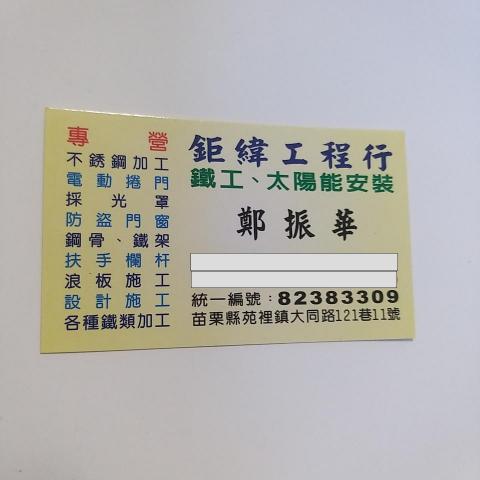 專營
不銹鋼加工
電動捲門
採光罩
防盜門窗
鋼骨、鐵架
扶手欄杆
浪板施工
設計施工
各種鐵類加工
鉅緯工程行
鐵工、太陽能安裝
鄭振華
統一編號：82383309
苗栗縣苑裡鎮大同路121巷11號